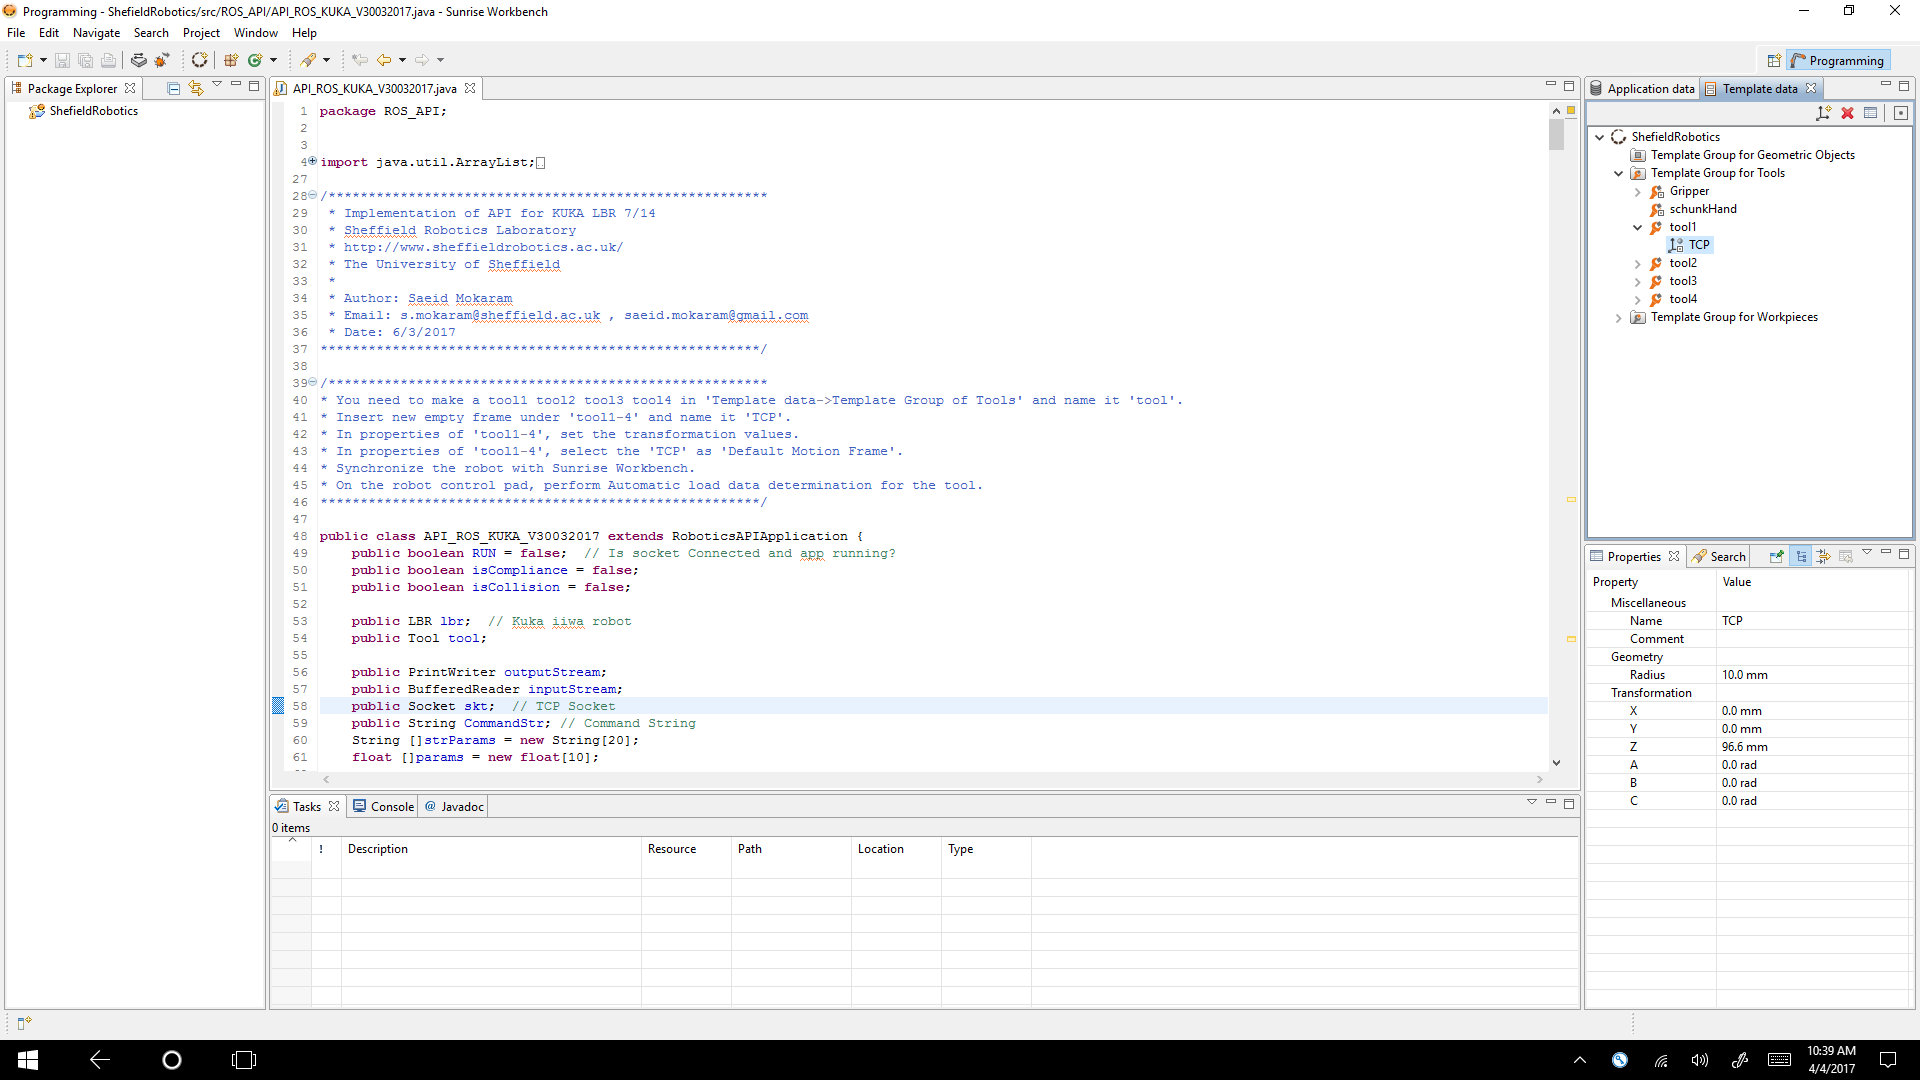 Programming - ShefieldRobotics/src/ROS_API/API_ROS_KUKA_V30032017.java - Sunrise Workbench
File Edit Navigate Search Project Window Help
Programming
Package Explorer
ShefieldRobotics
API_ROS_KUKA_V30032017.java
1 package ROS_API;
2
3
4 import java.util.ArrayList;
27
28 /*******************************************************
29 * Implementation of API for KUKA LBR 7/14
30 * Sheffield Robotics Laboratory
31 * http://www.sheffieldrobotics.ac.uk/
32 * The University of Sheffield
33 *
34 * Author: Saeid Mokaram
35 * Email: s.mokaram@sheffield.ac.uk , saeid.mokaram@gmail.com
36 * Date: 6/3/2017
37 *******************************************************/
38
39 /*******************************************************
40 * You need to make a tool1 tool2 tool3 tool4 in 'Template data->Template Group of Tools' and name it 'tool'.
41 * Insert new empty frame under 'tool1-4' and name it 'TCP'.
42 * In properties of 'tool1-4', set the transformation values.
43 * In properties of 'tool1-4', select the 'TCP' as 'Default Motion Frame'.
44 * Synchronize the robot with Sunrise Workbench.
45 * On the robot control pad, perform Automatic load data determination for the tool.
46 *******************************************************/
47
48 public class API_ROS_KUKA_V30032017 extends RoboticsAPIApplication {
49 public boolean RUN = false; // Is socket Connected and app running?
50 public boolean isCompliance = false;
51 public boolean isCollision = false;
52
53 public LBR lbr; // Kuka iiwa robot
54 public Tool tool;
55
56 public PrintWriter outputStream;
57 public BufferedReader inputStream;
58 public Socket skt; // TCP Socket
59 public String CommandStr; // Command String
60 String []strParams = new String[20];
61 float []params = new float[10];
Tasks Console @ Javadoc
0 items
! Description Resource Path Location Type
Application data Template data
ShefieldRobotics
Template Group for Geometric Objects
Template Group for Tools
Gripper
schunkHand
tool1
TCP
tool2
tool3
tool4
Template Group for Workpieces
Properties Search
Property Value
Miscellaneous
Name TCP
Comment
Geometry
Radius 10.0 mm
Transformation
X 0.0 mm
Y 0.0 mm
Z 96.6 mm
A 0.0 rad
B 0.0 rad
C 0.0 rad
10:39 AM
4/4/2017